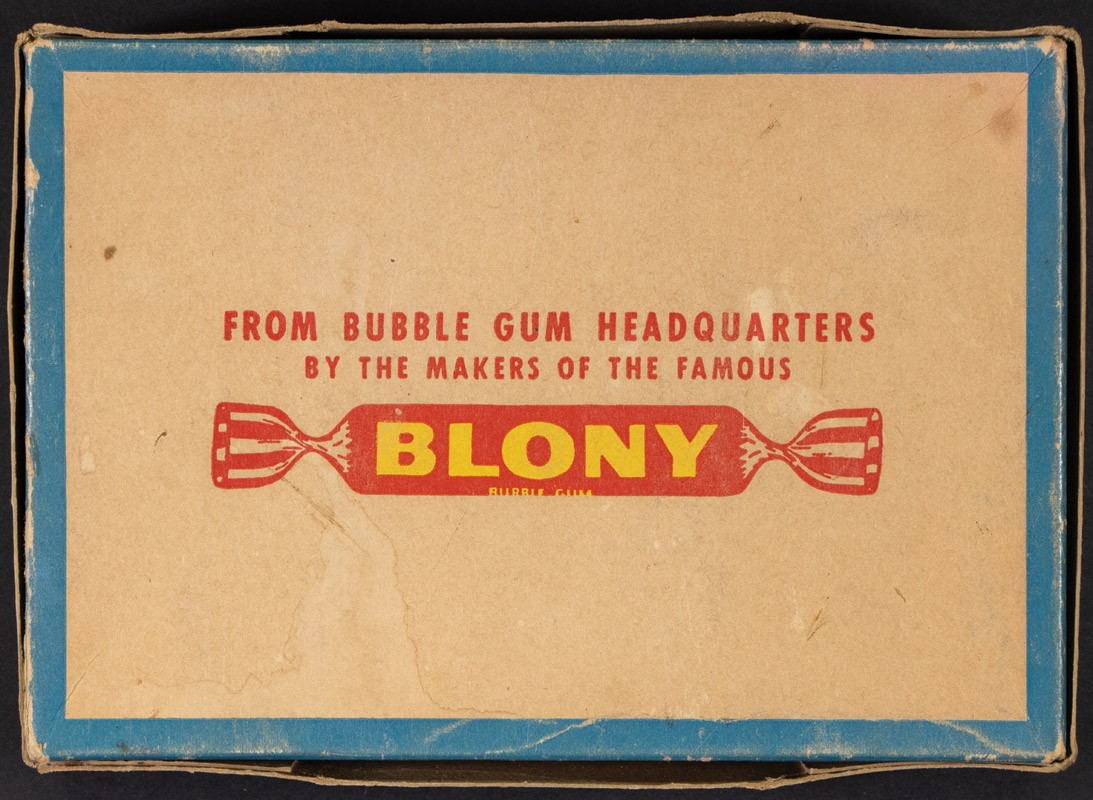 FROM BUBBLE GUM HEADQUARTERS
BY THE MAKERS OF THE FAMOUS
BLONY
BUBBLE GUM